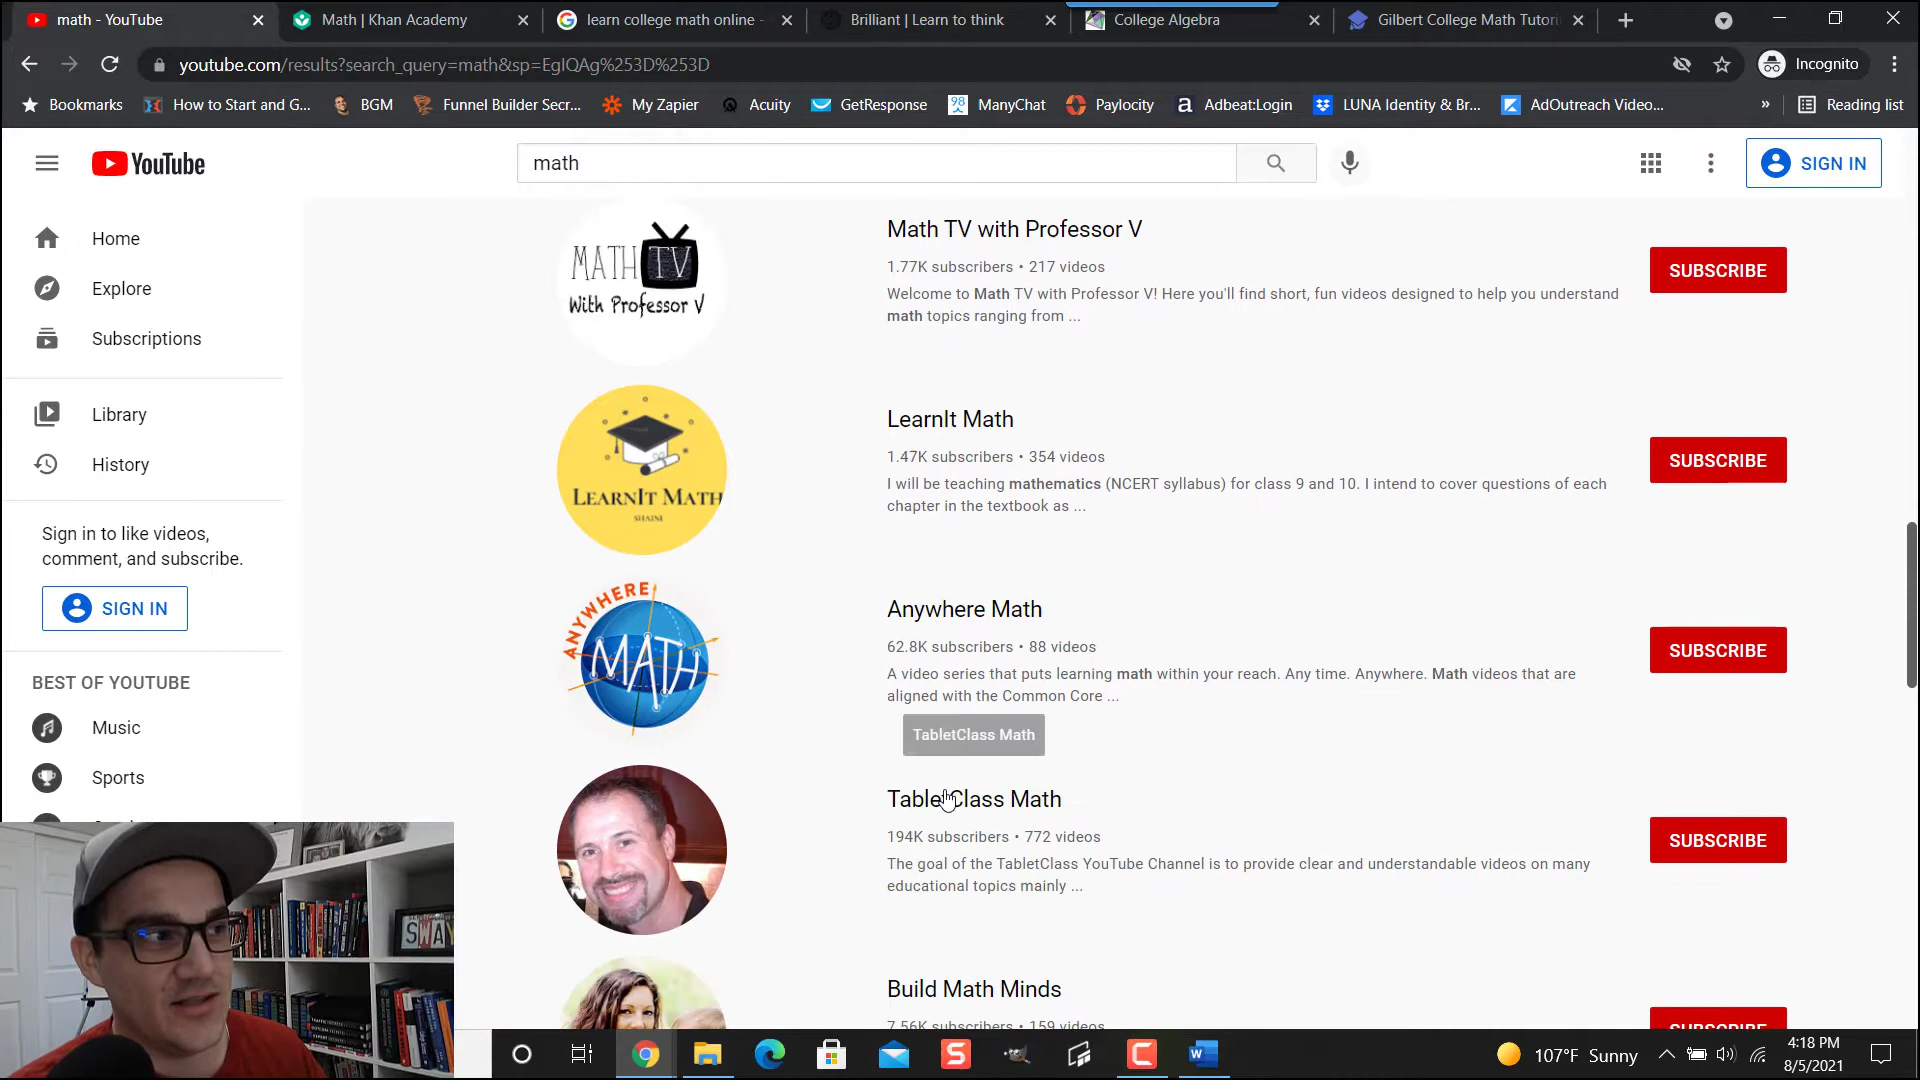 math - YouTube
Math | Khan Academy
learn college math online -
Brilliant | Learn to think
College Algebra
Gilbert College Math Tutori
youtube.com/results?search_query=math&sp=EgIQAg%253D%253D
Incognito
Bookmarks
How to Start and G...
BGM
Funnel Builder Secr...
My Zapier
Acuity
GetResponse
98
ManyChat
Paylocity
a
Adbeat:Login
LUNA Identity & Br...
AdOutreach Video...
»
Reading list
YouTube
math
SIGN IN
Home
Explore
Subscriptions
Library
History
Sign in to like videos,
comment, and subscribe.
SIGN IN
BEST OF YOUTUBE
Music
Sports
MATH TV
With Professor V
Math TV with Professor V
1.77K subscribers • 217 videos
Welcome to Math TV with Professor V! Here you'll find short, fun videos designed to help you understand
math topics ranging from ...
SUBSCRIBE
LEARNIT MATH
SHAINI
LearnIt Math
1.47K subscribers • 354 videos
I will be teaching mathematics (NCERT syllabus) for class 9 and 10. I intend to cover questions of each
chapter in the textbook as ...
SUBSCRIBE
ANYWHERE
MATH
Anywhere Math
62.8K subscribers • 88 videos
A video series that puts learning math within your reach. Any time. Anywhere. Math videos that are
aligned with the Common Core ...
SUBSCRIBE
TabletClass Math
TabletClass Math
194K subscribers • 772 videos
The goal of the TabletClass YouTube Channel is to provide clear and understandable videos on many
educational topics mainly ...
SUBSCRIBE
Build Math Minds
7.56K subscribers • 159 videos
SUBSCRIBE
SWAY
S
C
W
107°F Sunny
4:18 PM
8/5/2021